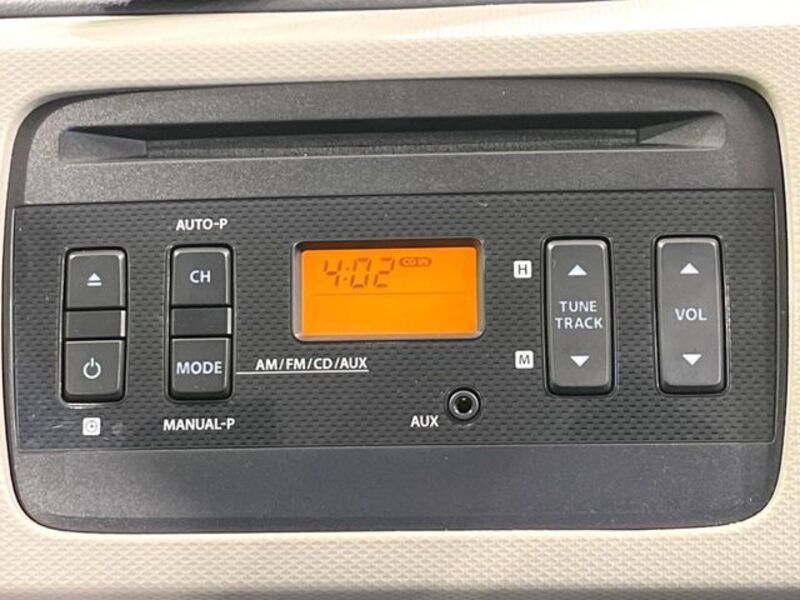 AUTO-P
CH
MODE
MANUAL-P
AM/FM/CD/AUX
4:02 CD IN
AUX
H
M
TUNE
TRACK
VOL